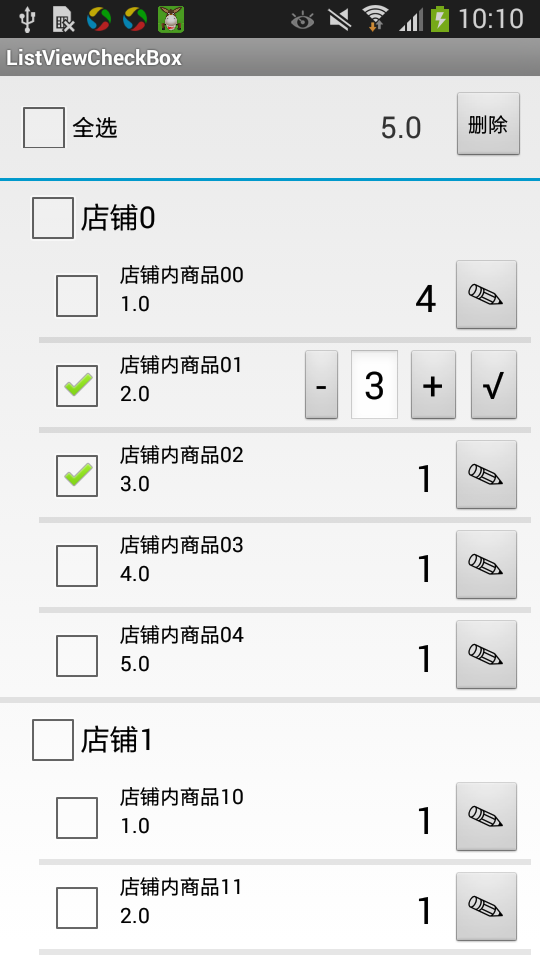 10:10
ListViewCheckBox
全选 5.0 删除
店铺0
店铺内商品00
1.0
4
店铺内商品01
2.0
- 3 + √
店铺内商品02
3.0
1
店铺内商品03
4.0
1
店铺内商品04
5.0
1
店铺1
店铺内商品10
1.0
1
店铺内商品11
2.0
1